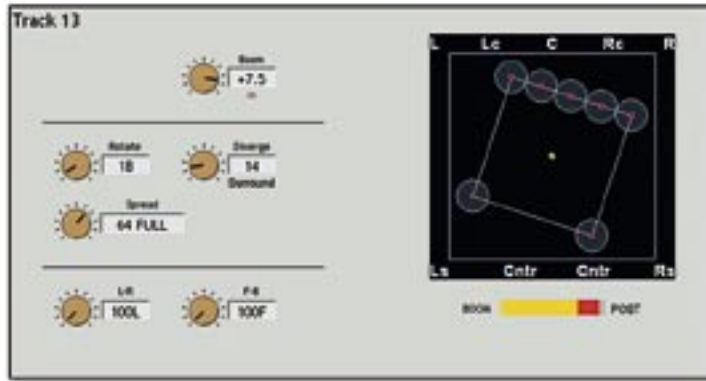 Track 13
L Lc C Rc R
Boom
+7.5
Rotate
18
Diverge
14
Surround
Spread
64 FULL
Ls Cntr Cntr Rs
L-R
100L
F-B
100F
BOOM POST